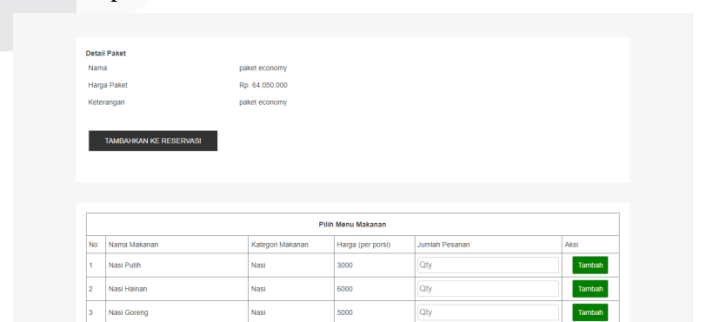 Detail Paket
Nama paket economy
Harga Paket Rp. 64.050.000
Keterangan paket economy
TAMBAHKAN KE RESERVASI
Pilih Menu Makanan
No Nama Makanan Kategori Makanan Harga (per porsi) Jumlah Pesanan Aksi
1 Nasi Putih Nasi 3000 Qty Tambah
2 Nasi Hainan Nasi 6000 Qty Tambah
3 Nasi Goreng Nasi 5000 Qty Tambah